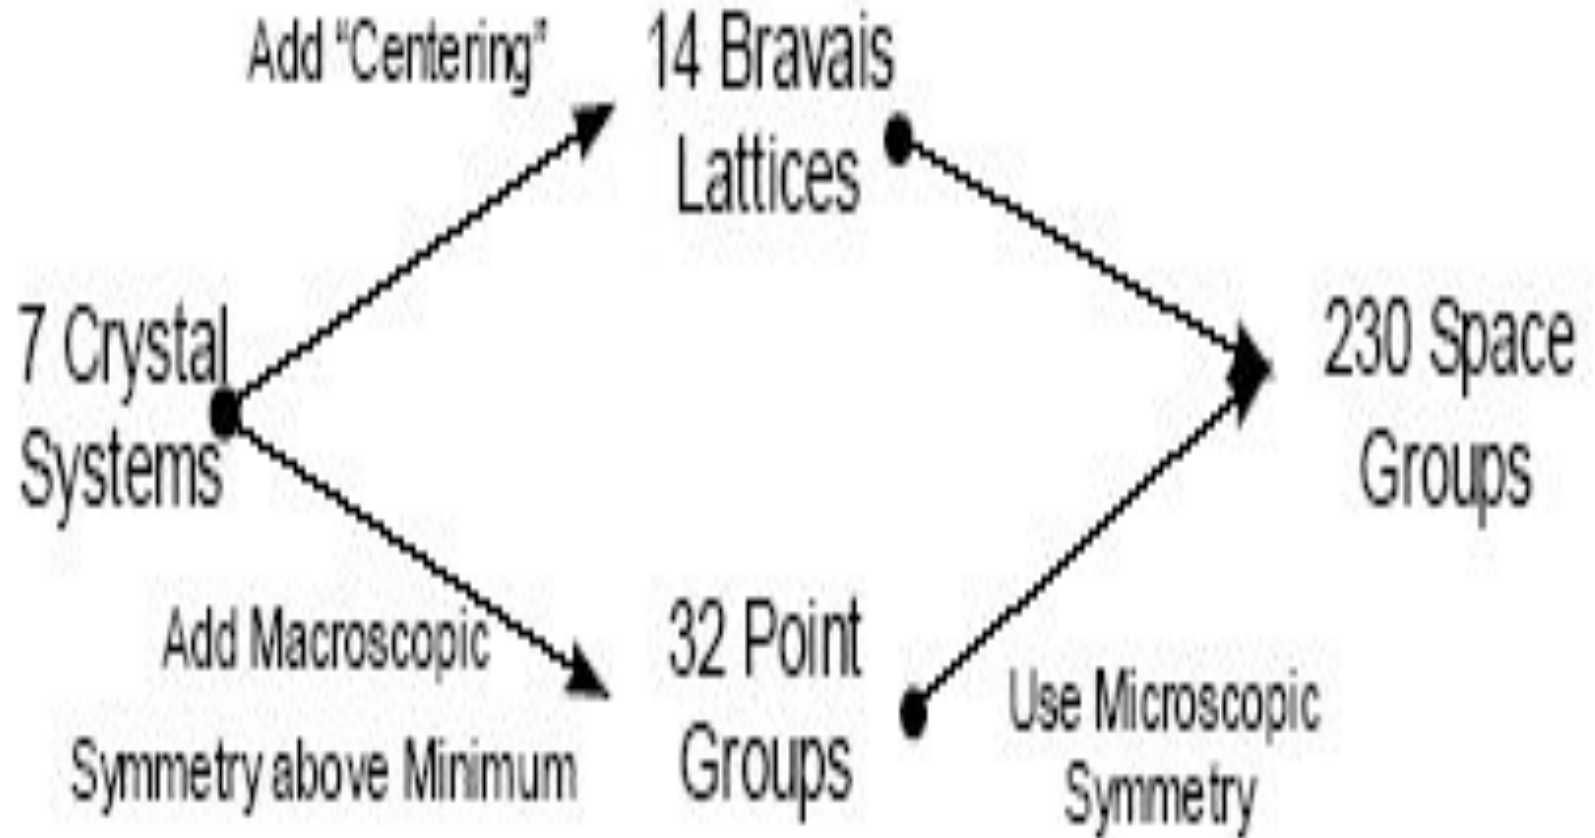 Add "Centering"
14 Bravais
Lattices
7 Crystal
Systems
230 Space
Groups
Add Macroscopic
Symmetry above Minimum
32 Point
Groups
Use Microscopic
Symmetry